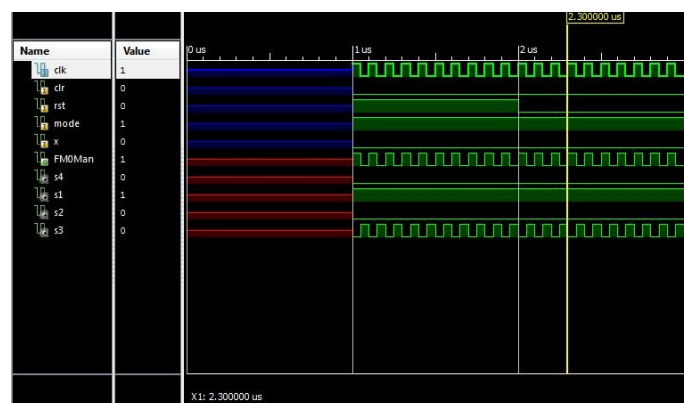 2.300000 us
Name Value
0 us 1 us 2 us
clk 1
clr 0
rst 0
mode 1
x 0
FM0Man 1
s4 0
s1 1
s2 0
s3 0
X1: 2.300000 us